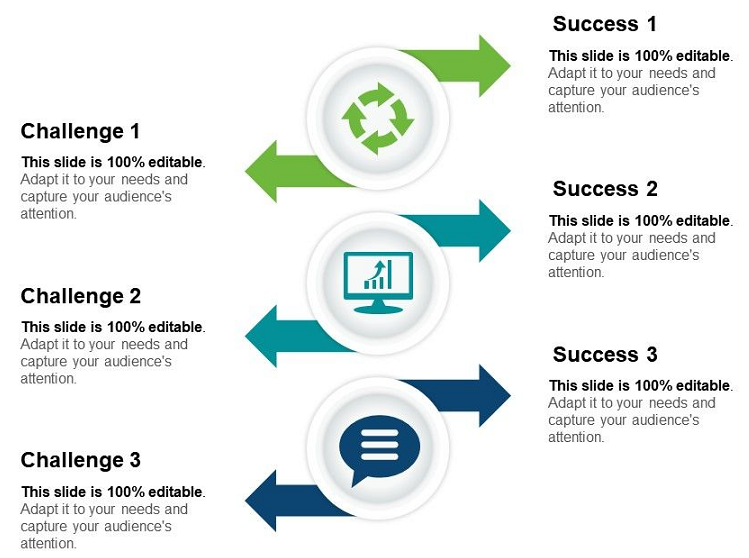 Success 1
This slide is 100% editable.
Adapt it to your needs and
capture your audience's
attention.
Challenge 1
This slide is 100% editable.
Adapt it to your needs and
capture your audience's
attention.
Success 2
This slide is 100% editable.
Adapt it to your needs and
capture your audience's
attention.
Challenge 2
This slide is 100% editable.
Adapt it to your needs and
capture your audience's
attention.
Success 3
This slide is 100% editable.
Adapt it to your needs and
capture your audience's
attention.
Challenge 3
This slide is 100% editable.
Adapt it to your needs and
capture your audience's
attention.